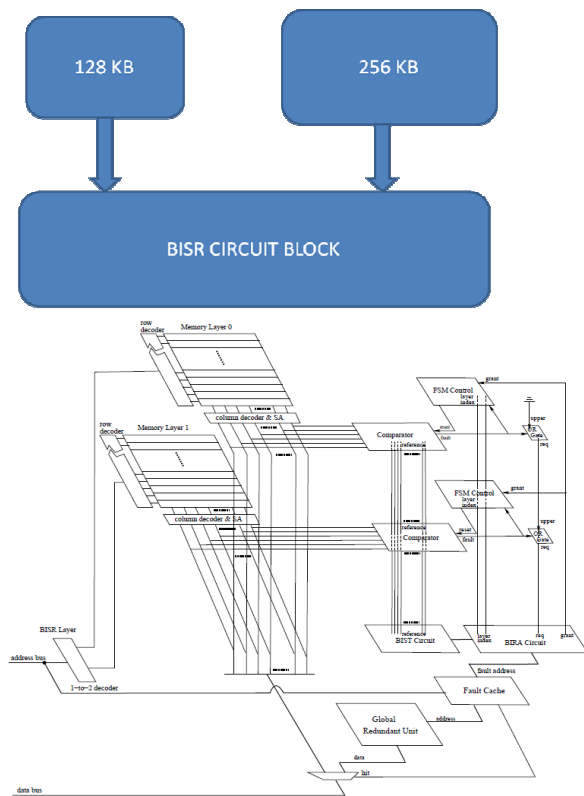 128 KB
256 KB
BISR CIRCUIT BLOCK
row
decoder
Memory Layer 0
column decoder & SA
row
decoder
Memory Layer 1
column decoder & SA
FSM Control
grant
layer
index
upper
reset
fault
OR
Gate
req
Comparator
reference
FSM Control
grant
layer
index
upper
reference
reset
fault
OR
Gate
req
Comparator
BISR Layer
address bus
1-to-2 decoder
reference
BIST Circuit
layer
index
req
grant
BIRA Circuit
fault address
Fault Cache
address
Global
Redundant Unit
data
hit
data bus